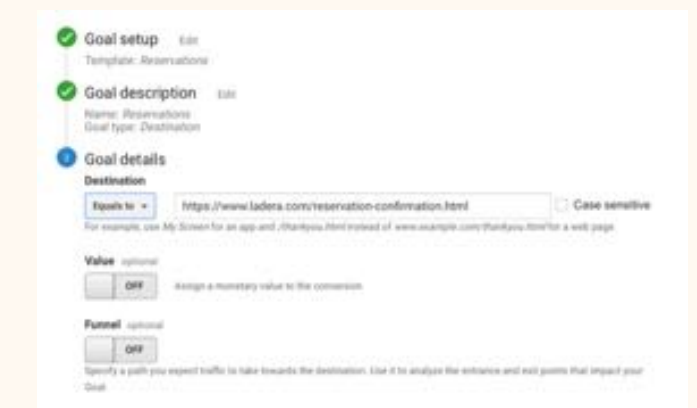 Goal setup Edit
Template: Reservations
Goal description Edit
Name: Reservations
Goal type: Destination
3 Goal details
Destination
Equals to https://www.ladera.com/reservation-confirmation.html Case sensitive
For example, use My Screen for an app and /thankyou.html instead of www.example.com/thankyou.html for a web page.
Value optional
OFF Assign a monetary value to the conversion.
Funnel optional
OFF
Specify a path you expect traffic to take towards the destination. Use it to analyze the entrance and exit points that impact your
Goal.